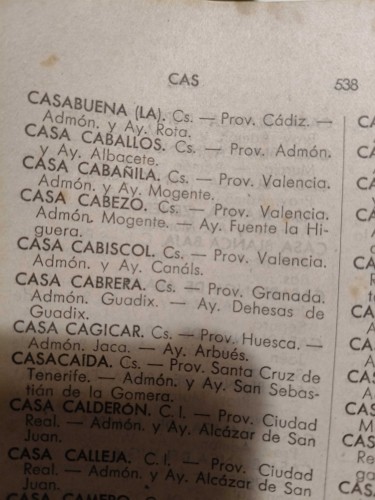 CAS
538
CASABUENA (LA). Cs. — Prov. Cádiz. —
Admón. y Ay. Rota.
CASA CABALLOS. Cs. — Prov. Admón.
y Ay. Albacete.
CASA CABAÑILA. Cs. — Prov. Valencia.
Admón. y Ay. Mogente.
CASA CABEZO. Cs. — Prov. Valencia.
Admón. Mogente. — Ay. Fuente la Hi-
guera.
CASA CABISCOL. Cs. — Prov. Valencia.
Admón. y Ay. Canáls.
CASA CABRERA. Cs. — Prov. Granada.
Admón. Guadix. — Ay. Dehesas de
Guadix.
CASA CAGICAR. Cs. — Prov. Huesca. —
Admón. Jaca. — Ay. Arbués.
CASACAIDA. Cs. — Prov. Santa Cruz de
Tenerife. — Admón. y Ay. San Sebas-
tián de la Gomera.
CASA CALDERON. C. I. — Prov. Ciudad
Real. — Admón. y Ay. Alcázar de San
Juan.
CASA CALLEJA. C. I. — Prov. Ciudad
Real. — Admón. y Ay. Alcázar de San
Juan.
CASA CAMERO